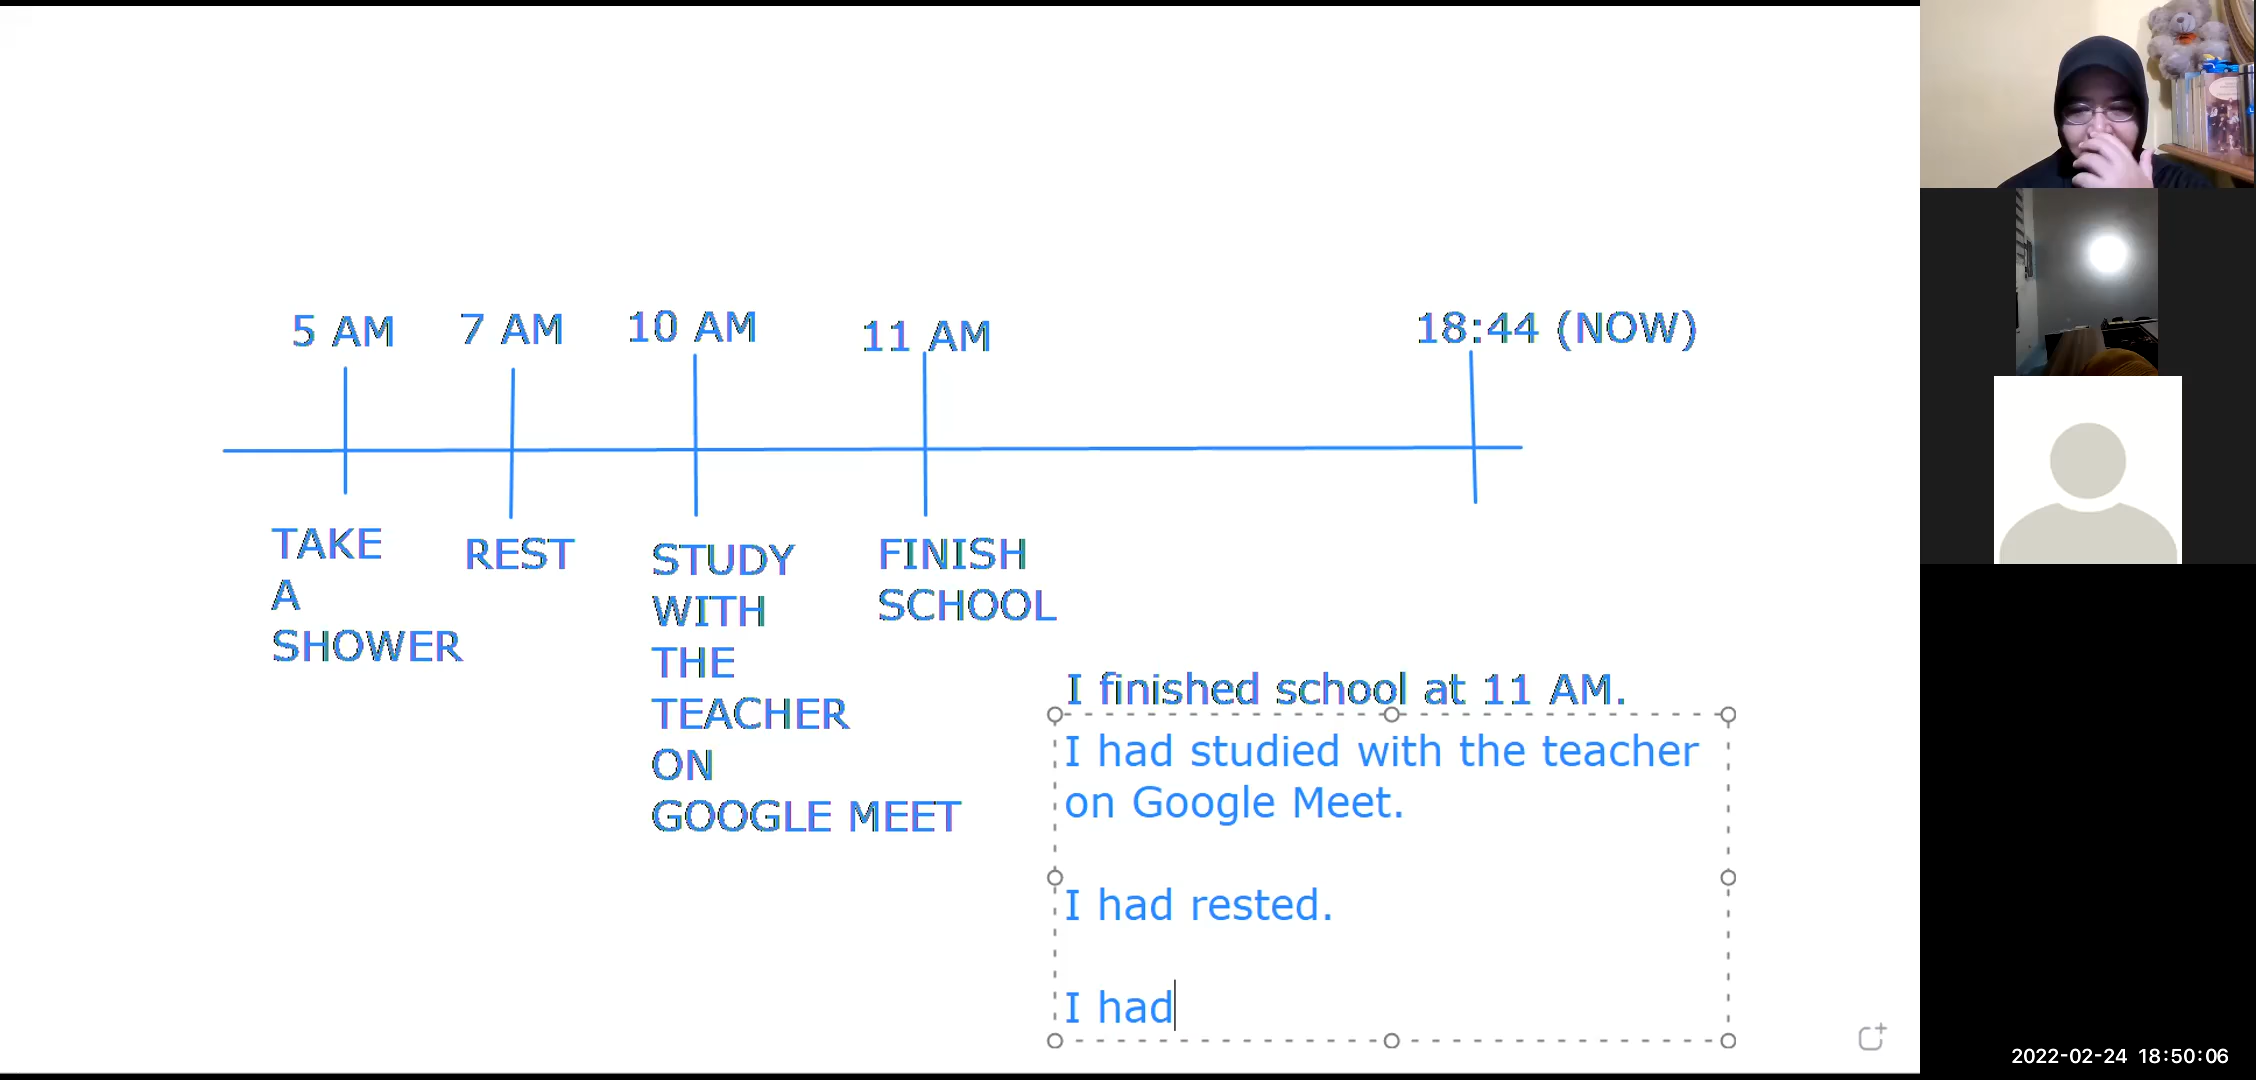 5 AM
7 AM
10 AM
11 AM
18:44 (NOW)
TAKE
A
SHOWER
REST
STUDY
WITH
THE
TEACHER
ON
GOOGLE MEET
FINISH
SCHOOL
I finished school at 11 AM.
I had studied with the teacher
on Google Meet.
I had rested.
I had
2022-02-24 18:50:06